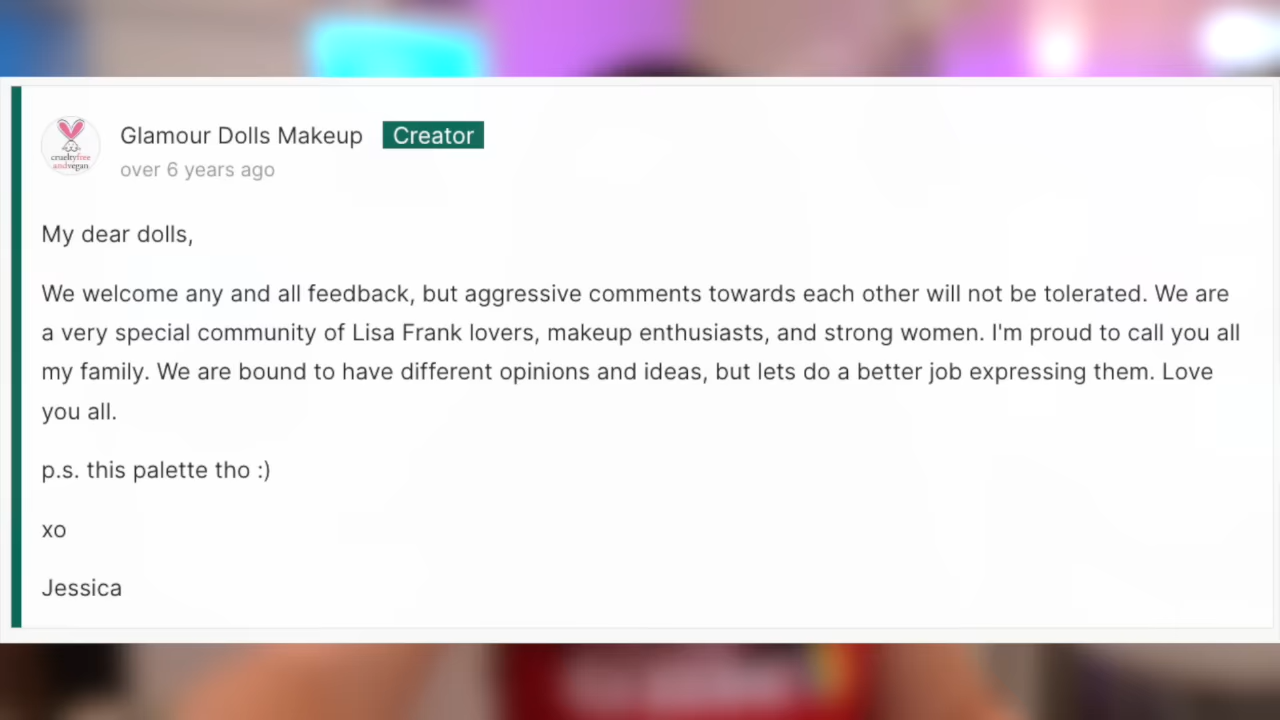 Glamour Dolls Makeup Creator
over 6 years ago
crueltyfree
andvegan
My dear dolls,
We welcome any and all feedback, but aggressive comments towards each other will not be tolerated. We are
a very special community of Lisa Frank lovers, makeup enthusiasts, and strong women. I'm proud to call you all
my family. We are bound to have different opinions and ideas, but lets do a better job expressing them. Love
you all.
p.s. this palette tho :)
xo
Jessica